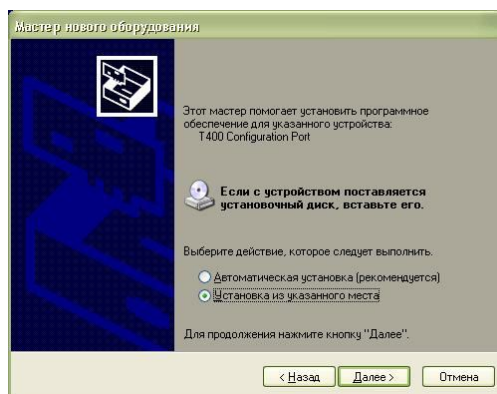 Мастер нового оборудования
Этот мастер помогает установить программное
обеспечение для указанного устройства:
T400 Configuration Port
Если с устройством поставляется
установочный диск, вставьте его.
Выберите действие, которое следует выполнить.
Автоматическая установка (рекомендуется)
Установка из указанного места
Для продолжения нажмите кнопку "Далее".
< Назад Далее > Отмена